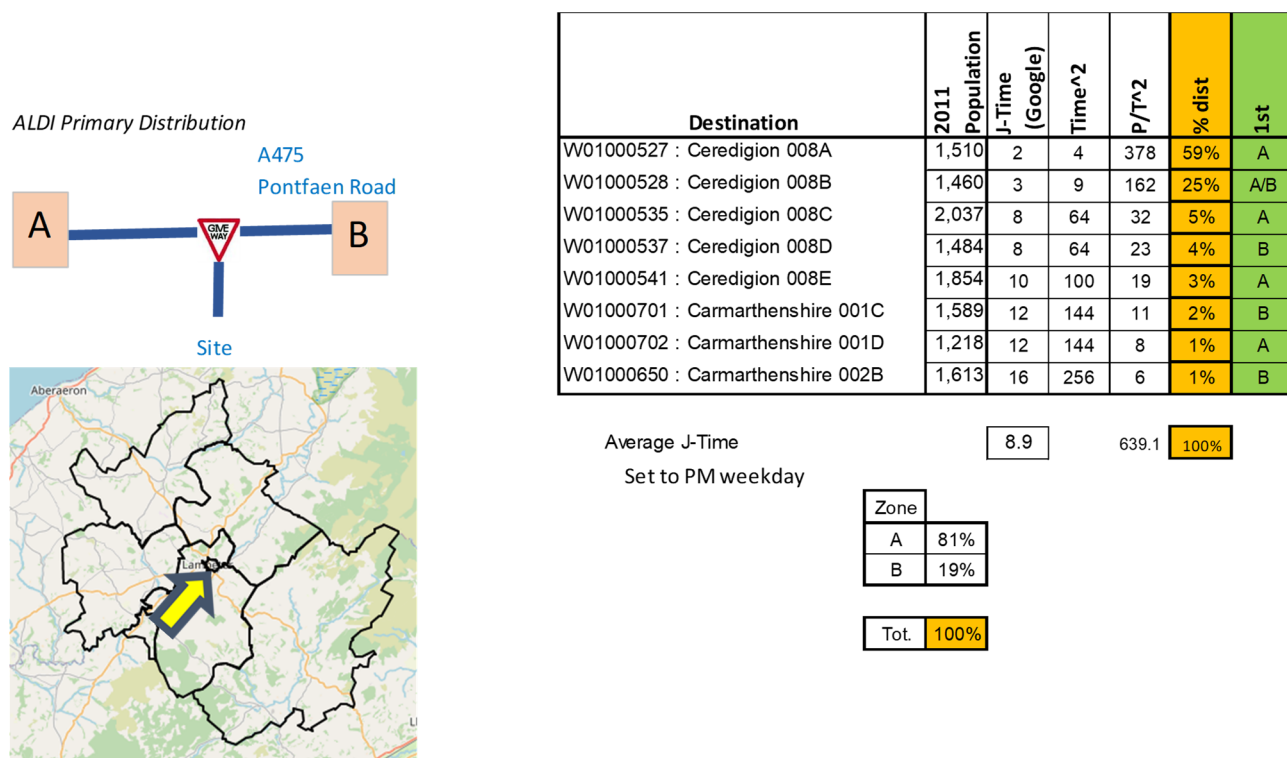 ALDI Primary Distribution
A475
Pontfaen Road
A
GIVE
WAY
B
Site
Aberaeron
Destination 2011 Population J-Time (Google) Time^2 P/T^2 % dist 1st
W01000527 : Ceredigion 008A 1,510 2 4 378 59% A
W01000528 : Ceredigion 008B 1,460 3 9 162 25% A/B
W01000535 : Ceredigion 008C 2,037 8 64 32 5% A
W01000537 : Ceredigion 008D 1,484 8 64 23 4% B
W01000541 : Ceredigion 008E 1,854 10 100 19 3% A
W01000701 : Carmarthenshire 001C 1,589 12 144 11 2% B
W01000702 : Carmarthenshire 001D 1,218 12 144 8 1% A
W01000650 : Carmarthenshire 002B 1,613 16 256 6 1% B
Average J-Time 8.9 639.1 100%
Set to PM weekday
Zone
A 81%
B 19%
Tot. 100%